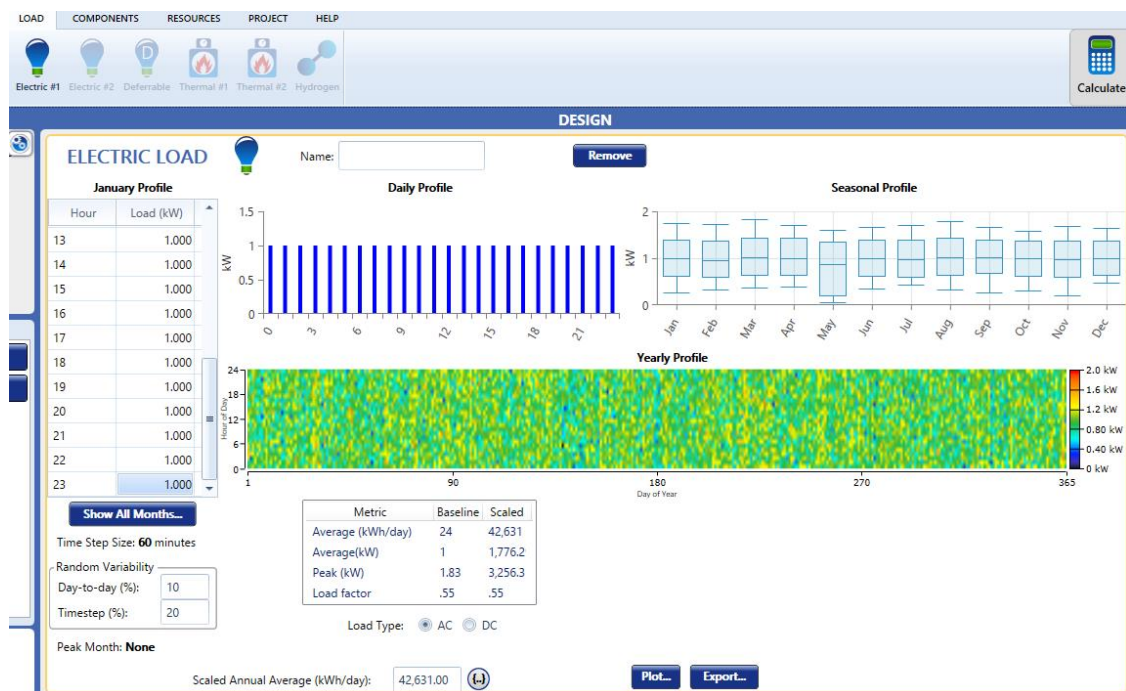 LOAD COMPONENTS RESOURCES PROJECT HELP
Electric #1 Electric #2 Deferrable Thermal #1 Thermal #2 Hydrogen
Calculate
DESIGN
ELECTRIC LOAD
Name:
Remove
January Profile
Hour Load (kW)
13 1.000
14 1.000
15 1.000
16 1.000
17 1.000
18 1.000
19 1.000
20 1.000
21 1.000
22 1.000
23 1.000
Show All Months...
Time Step Size: 60 minutes
Random Variability
Day-to-day (%): 10
Timestep (%): 20
Peak Month: None
Daily Profile
kW
1.5
1
0.5
0
0 3 6 9 12 15 18 21
Seasonal Profile
kW
2
1
0
Jan Feb Mar Apr May Jun Jul Aug Sep Oct Nov Dec
Yearly Profile
Hour of Day
24
18
12
6
0
1 90 180 270 365
Day of Year
2.0 kW
1.6 kW
1.2 kW
0.80 kW
0.40 kW
0 kW
Metric Baseline Scaled
Average (kWh/day) 24 42,631
Average(kW) 1 1,776.2
Peak (kW) 1.83 3,256.3
Load factor .55 .55
Load Type: AC DC
Scaled Annual Average (kWh/day): 42,631.00 {..}
Plot... Export...